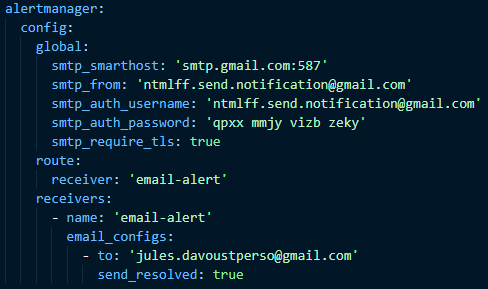 alertmanager:
  config:
    global:
      smtp_smarthost: 'smtp.gmail.com:587'
      smtp_from: 'ntmlff.send.notification@gmail.com'
      smtp_auth_username: 'ntmlff.send.notification@gmail.com'
      smtp_auth_password: 'qpxx mmjy vizb zeky'
      smtp_require_tls: true
    route:
      receiver: 'email-alert'
    receivers:
      - name: 'email-alert'
        email_configs:
          - to: 'jules.davoustperso@gmail.com'
            send_resolved: true